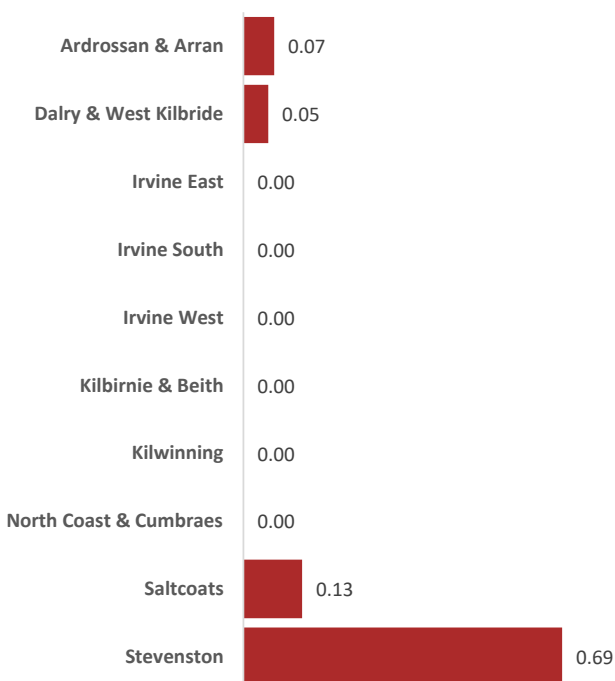 Ardrossan & Arran 0.07
Dalry & West Kilbride 0.05
Irvine East 0.00
Irvine South 0.00
Irvine West 0.00
Kilbirnie & Beith 0.00
Kilwinning 0.00
North Coast & Cumbraes 0.00
Saltcoats 0.13
Stevenston 0.69